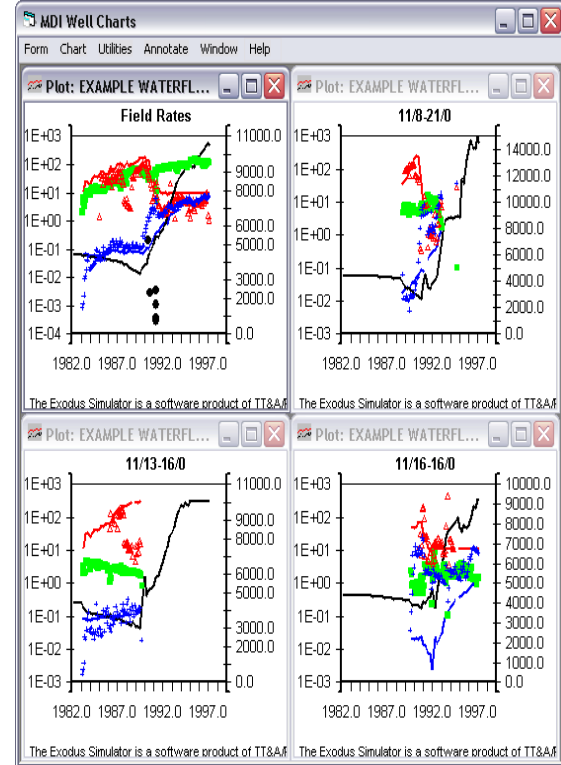 MDI Well Charts
Form Chart Utilities Annotate Window Help
Plot: EXAMPLE WATERFL...
Field Rates
1E+03
1E+02
1E+01
1E+00
1E-01
1E-02
1E-03
1E-04
11000.0
9000.0
8000.0
6000.0
5000.0
3000.0
2000.0
0.0
1982.0 1987.0 1992.0 1997.0
The Exodus Simulator is a software product of TT&A/F
Plot: EXAMPLE WATERFL...
11/8-21/0
1E+03
1E+02
1E+01
1E+00
1E-01
1E-02
1E-03
14000.0
12000.0
10000.0
8000.0
6000.0
5000.0
4000.0
3000.0
2000.0
0.0
1982.0 1987.0 1992.0 1997.0
The Exodus Simulator is a software product of TT&A/F
Plot: EXAMPLE WATERFL...
11/13-16/0
1E+03
1E+02
1E+01
1E+00
1E-01
1E-02
1E-03
11000.0
9000.0
8000.0
6000.0
5000.0
3000.0
2000.0
0.0
1982.0 1987.0 1992.0 1997.0
The Exodus Simulator is a software product of TT&A/F
Plot: EXAMPLE WATERFL...
11/16-16/0
1E+03
1E+02
1E+01
1E+00
1E-01
1E-02
1E-03
10000.0
9000.0
8000.0
7000.0
6000.0
5000.0
4000.0
3000.0
2000.0
1000.0
0.0
1982.0 1987.0 1992.0 1997.0
The Exodus Simulator is a software product of TT&A/F